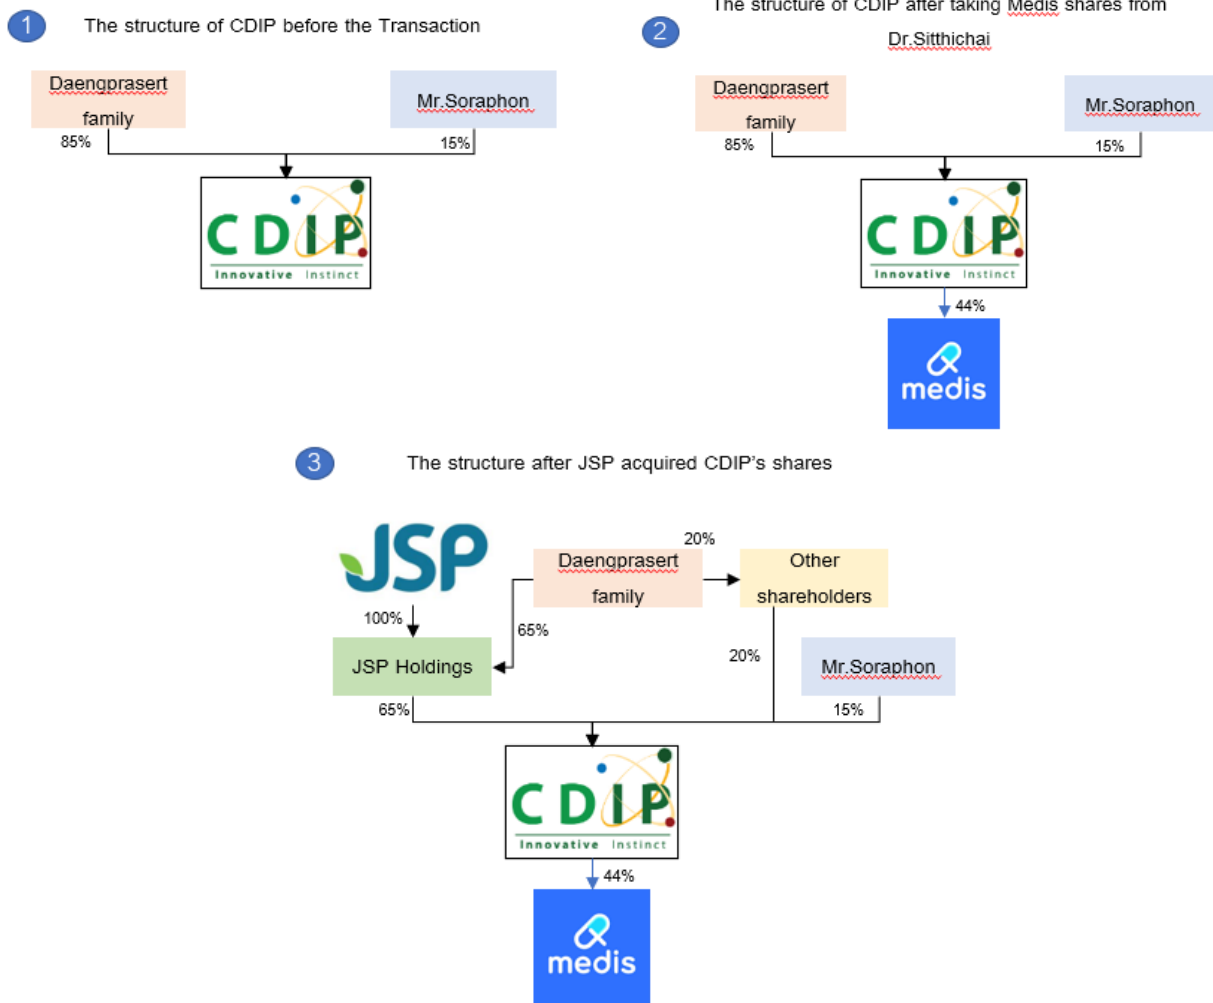 1
The structure of CDIP before the Transaction
Daengprasert
family
Mr.Soraphon
85%
15%
CDIP
Innovative Instinct
2
The structure of CDIP after taking Medis shares from
Dr.Sitthichai
Daengprasert
family
Mr.Soraphon
85%
15%
CDIP
Innovative Instinct
44%
medis
3
The structure after JSP acquired CDIP's shares
JSP
20%
Daengprasert
family
Other
shareholders
100%
65%
JSP Holdings
20%
Mr.Soraphon
65%
15%
CDIP
Innovative Instinct
44%
medis